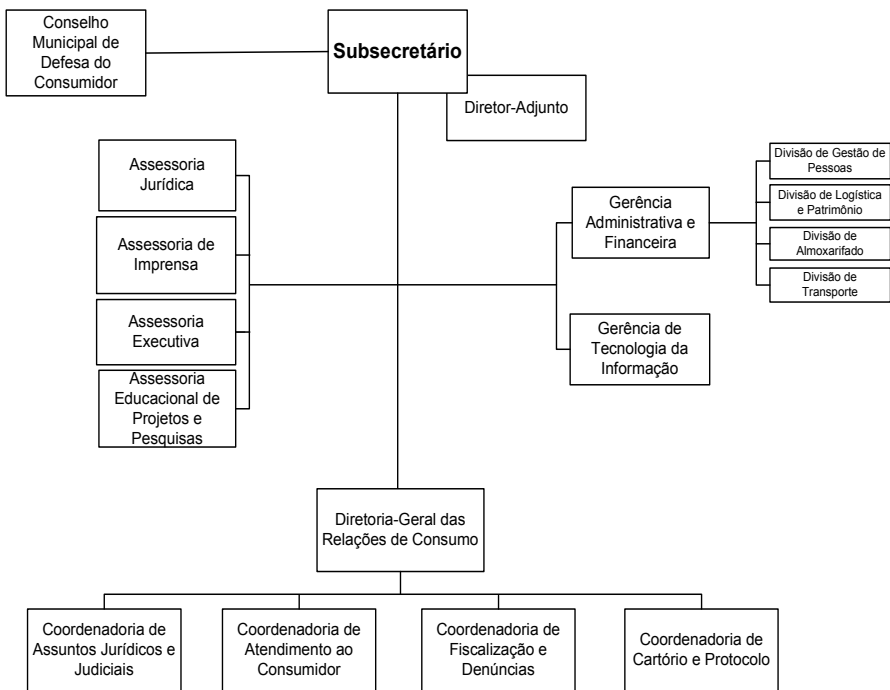 Conselho
Municipal de
Defesa do
Consumidor
Subsecretário
Diretor-Adjunto
Assessoria
Jurídica
Assessoria de
Imprensa
Assessoria
Executiva
Assessoria
Educacional de
Projetos e
Pesquisas
Gerência
Administrativa e
Financeira
Divisão de Gestão de
Pessoas
Divisão de Logística
e Patrimônio
Divisão de
Almoxarifado
Divisão de
Transporte
Gerência de
Tecnologia da
Informação
Diretoria-Geral das
Relações de Consumo
Coordenadoria de
Assuntos Jurídicos e
Judiciais
Coordenadoria de
Atendimento ao
Consumidor
Coordenadoria de
Fiscalização e
Denúncias
Coordenadoria de
Cartório e Protocolo